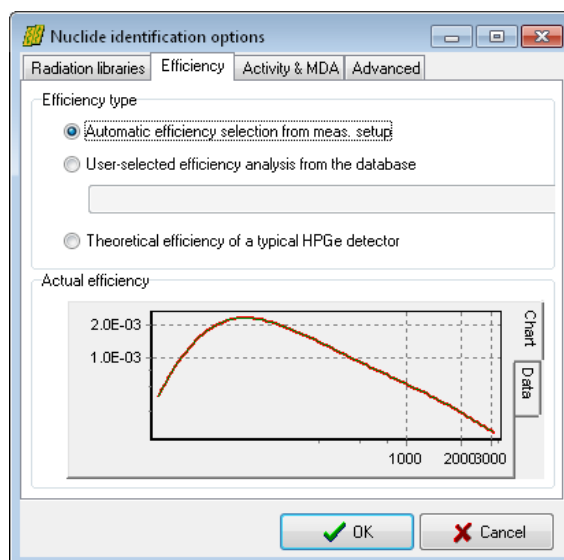 Nuclide identification options
Radiation libraries Efficiency Activity & MDA Advanced
Efficiency type
Automatic efficiency selection from meas. setup
User-selected efficiency analysis from the database
Theoretical efficiency of a typical HPGe detector
Actual efficiency
2.0E-03
1.0E-03
1000 2000 3000
Chart
Data
OK Cancel